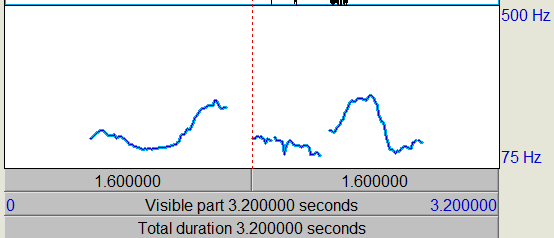 500 Hz
75 Hz
1.600000 1.600000
0 Visible part 3.200000 seconds 3.200000
Total duration 3.200000 seconds